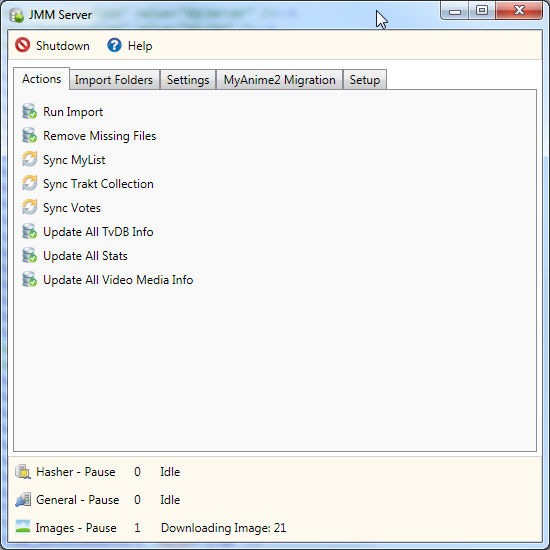 JMM Server
Shutdown Help
Actions Import Folders Settings MyAnime2 Migration Setup
Run Import
Remove Missing Files
Sync MyList
Sync Trakt Collection
Sync Votes
Update All TvDB Info
Update All Stats
Update All Video Media Info
Hasher - Pause 0 Idle
General - Pause 0 Idle
Images - Pause 1 Downloading Image: 21